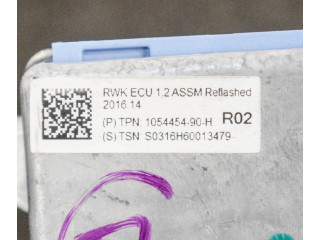 RWK ECU 1.2 ASSM Reflashed
2016.14
(P) TPN: 1054454-90-H R02
(S) TSN: S0316H60013479